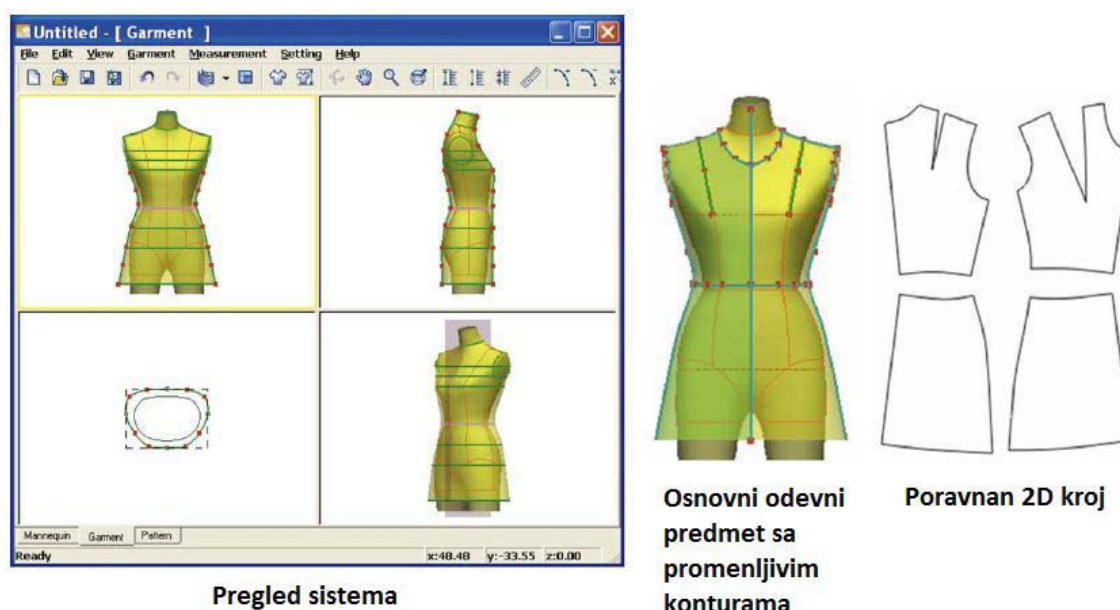 Untitled - [ Garment ]
File Edit View Garment Measurement Setting Help
Mannequin Garment Pattern
Ready x:48.48 y:-33.55 z:0.00
Pregled sistema
Osnovni odevni
predmet sa
promenljivim
konturama
Poravnan 2D kroj